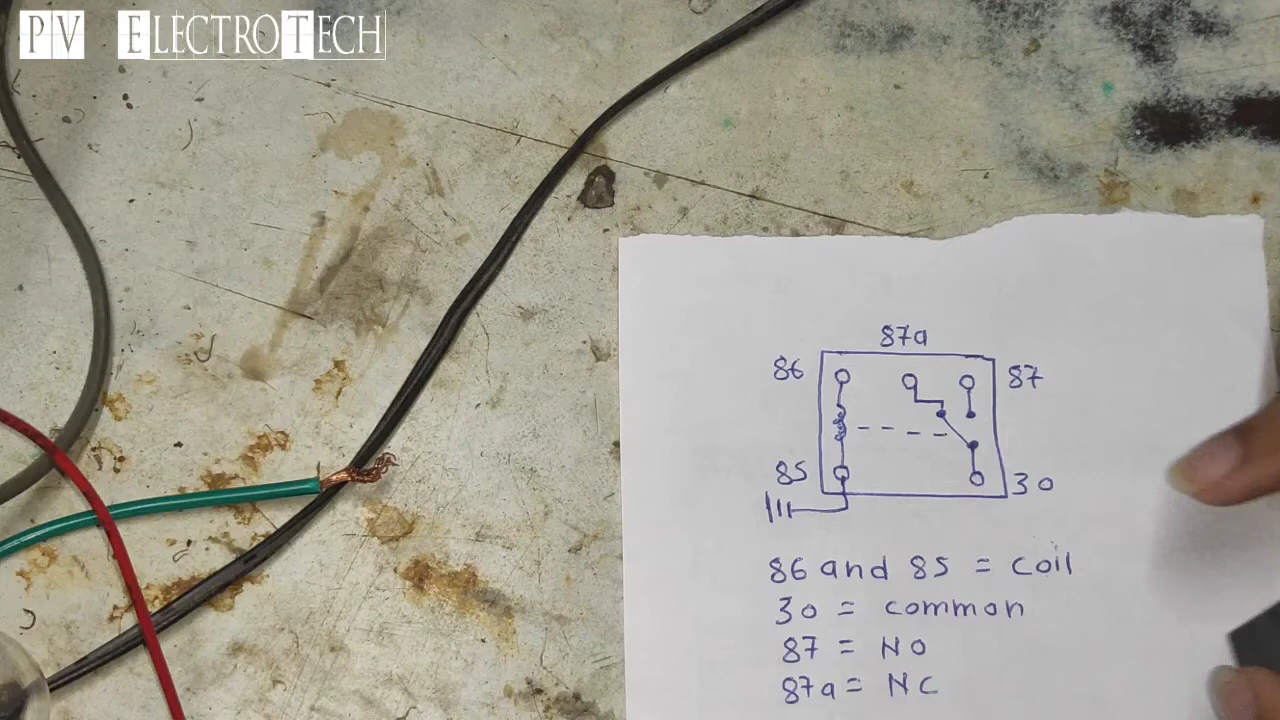 PV ELECTROTECH
87a
86
87
85
30
86 and 85 = coil
30 = common
87 = NO
87a = NC